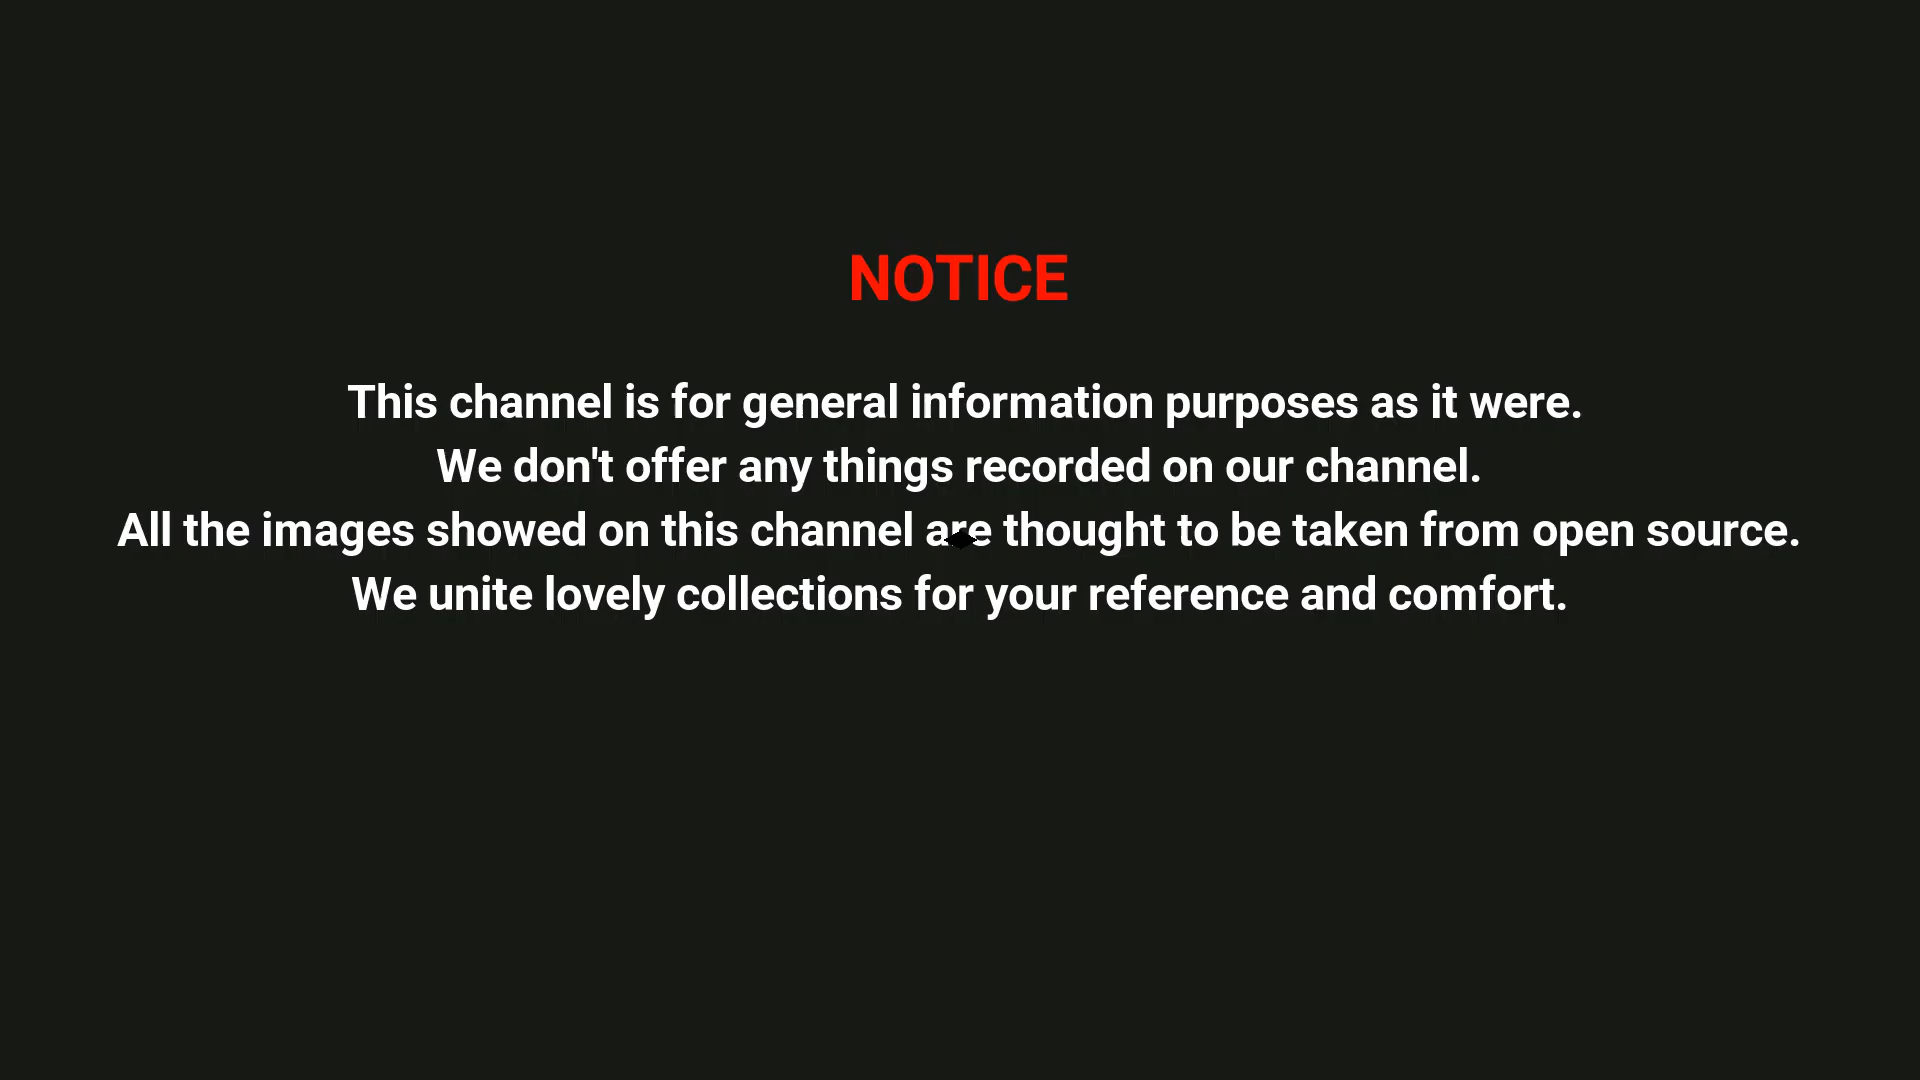 NOTICE
This channel is for general information purposes as it were.
We don't offer any things recorded on our channel.
All the images showed on this channel are thought to be taken from open source.
We unite lovely collections for your reference and comfort.